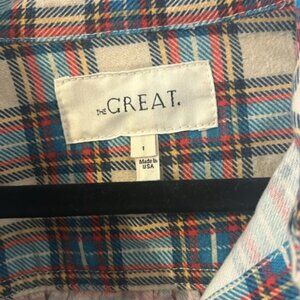 THE GREAT.
1
Made In
USA